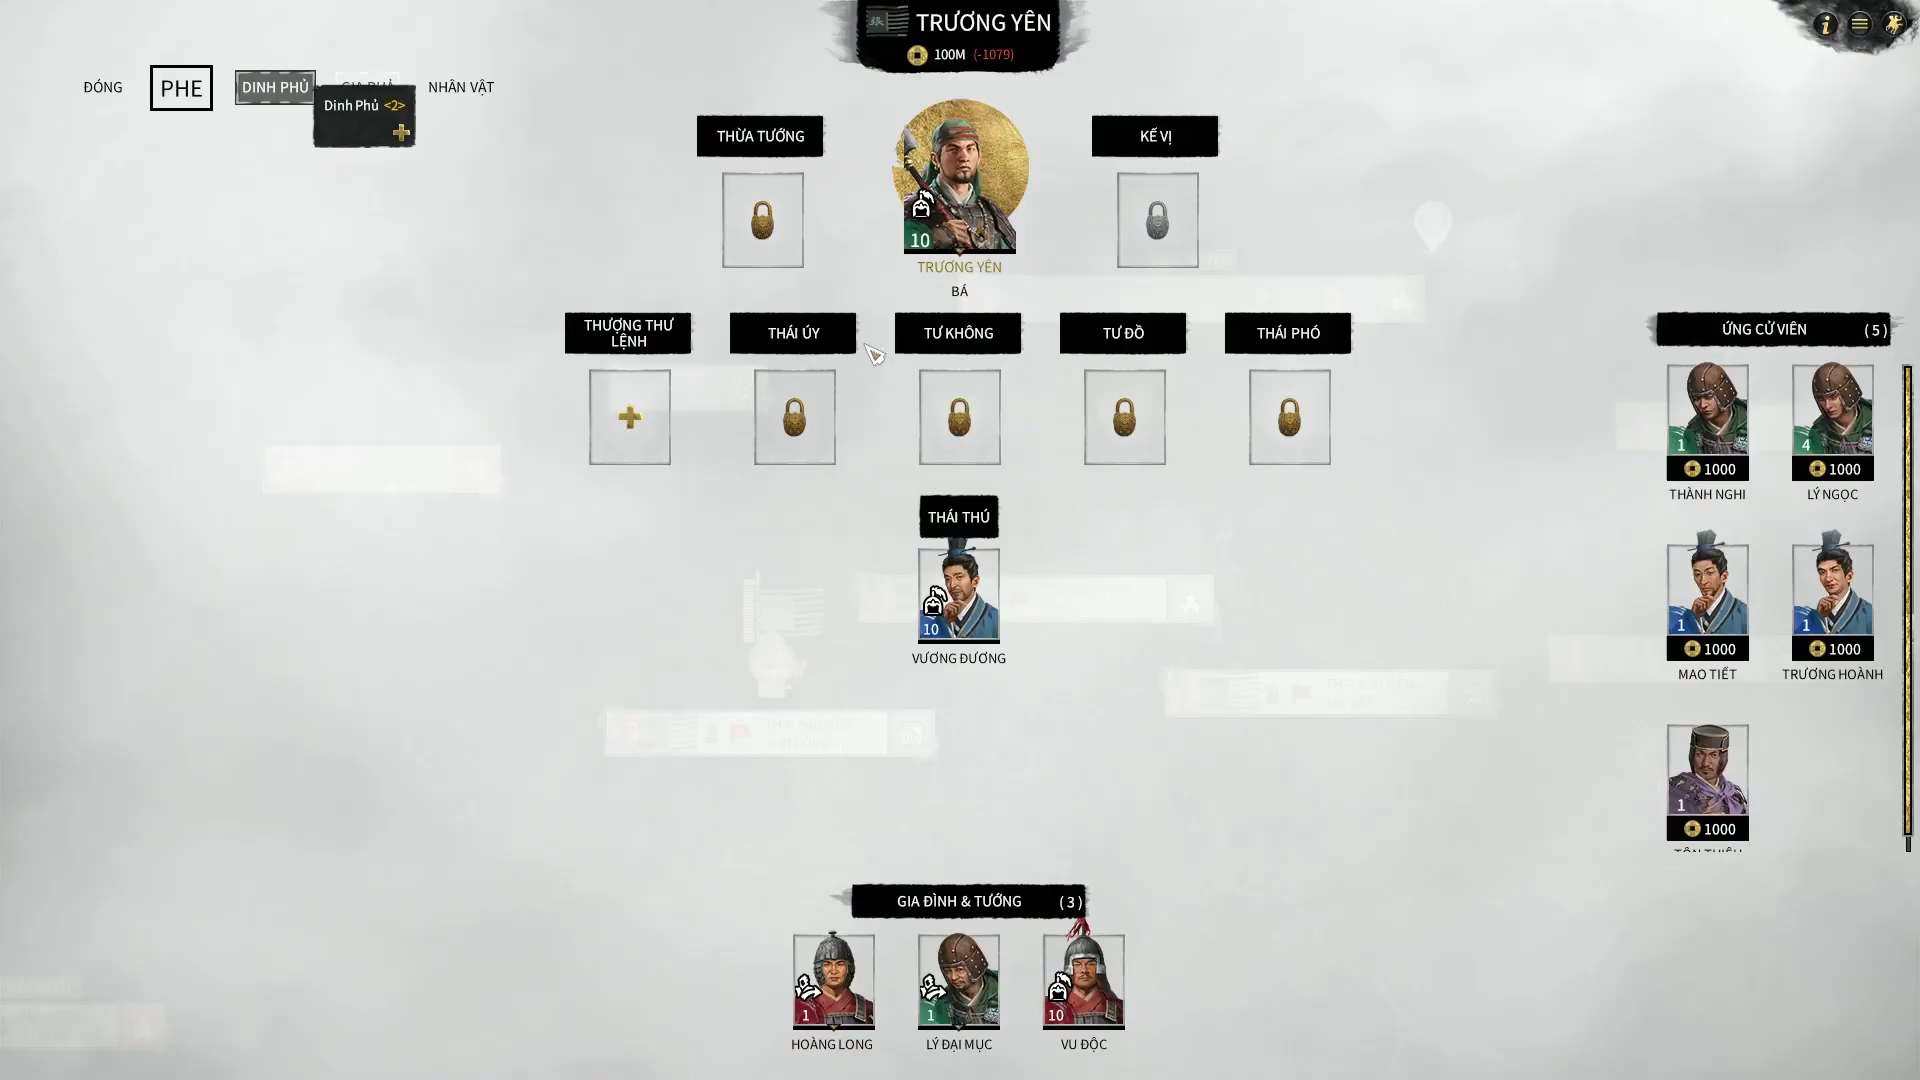 TRƯƠNG YÊN
100M (-1079)
ĐÓNG
PHE
DINH PHỦ
NHÂN VẬT
Dinh Phủ <2>
THỪA TƯỚNG
KẾ VỊ
10
TRƯƠNG YÊN
BÁ
THƯỢNG THƯ
LỆNH
THÁI ÚY
TƯ KHÔNG
TƯ ĐỒ
THÁI PHÓ
ỨNG CỬ VIÊN (5)
1
4
1000
1000
THÀNH NGHI
LÝ NGỌC
THÁI THÚ
10
VƯƠNG ĐƯƠNG
1
1
1000
1000
MAO TIẾT
TRƯƠNG HOÀNH
1
1000
GIA ĐÌNH & TƯỚNG (3)
1
1
10
HOÀNG LONG
LÝ ĐẠI MỤC
VU ĐỘC